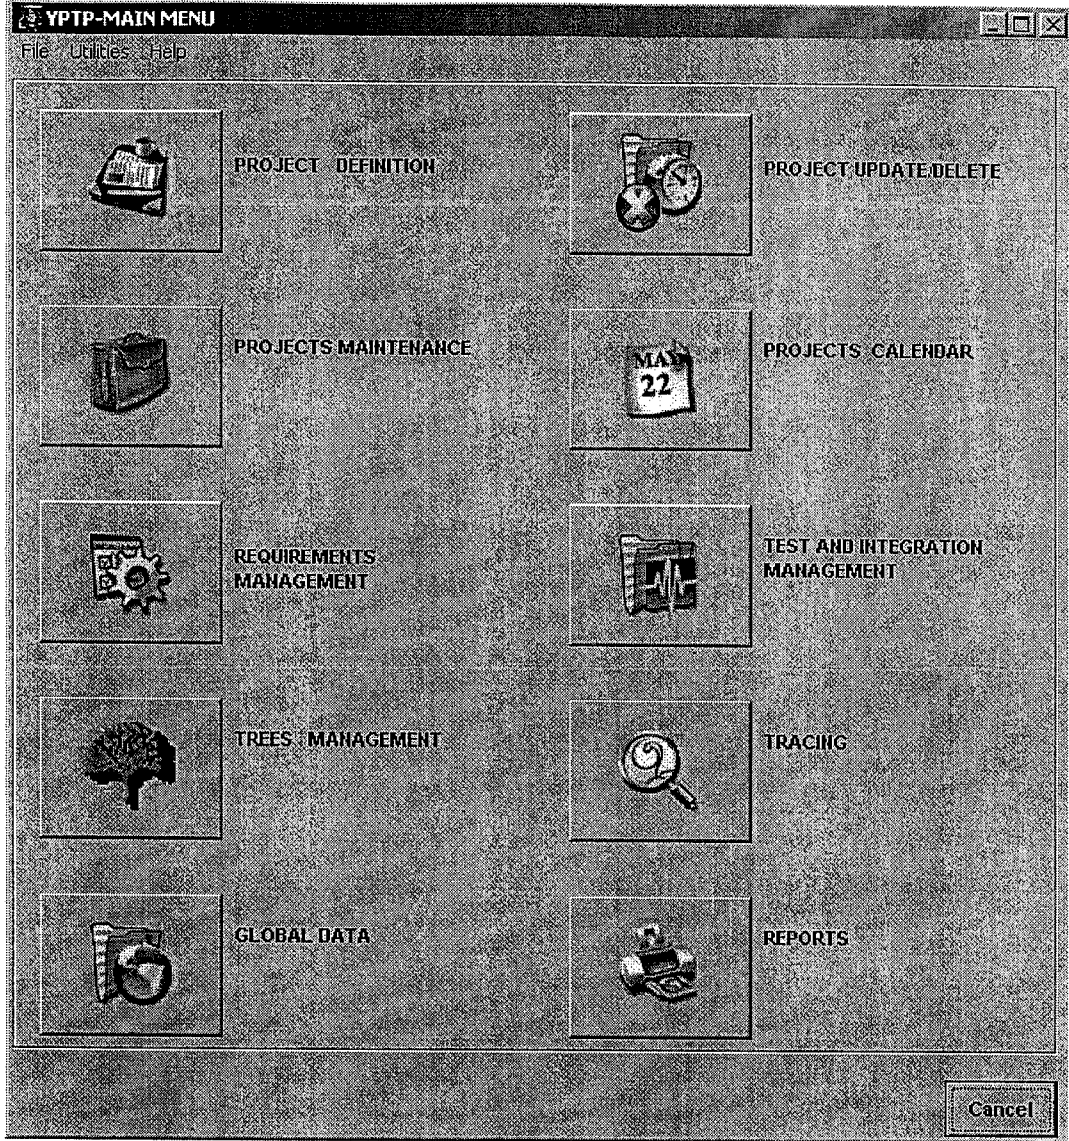 YPTP-MAIN MENU
File Utilities Help
PROJECT DEFINITION
PROJECT UPDATE/DELETE
PROJECTS MAINTENANCE
PROJECTS CALENDAR
MAY
22
REQUIREMENTS
MANAGEMENT
TEST AND INTEGRATION
MANAGEMENT
TREES MANAGEMENT
TRACING
GLOBAL DATA
REPORTS
Cancel